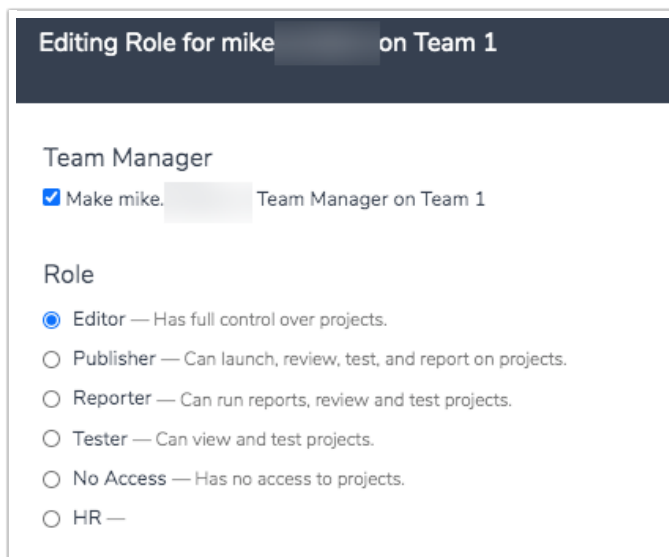 Editing Role for mike on Team 1
Team Manager
Make mike. Team Manager on Team 1
Role
Editor — Has full control over projects.
Publisher — Can launch, review, test, and report on projects.
Reporter — Can run reports, review and test projects.
Tester — Can view and test projects.
No Access — Has no access to projects.
HR —